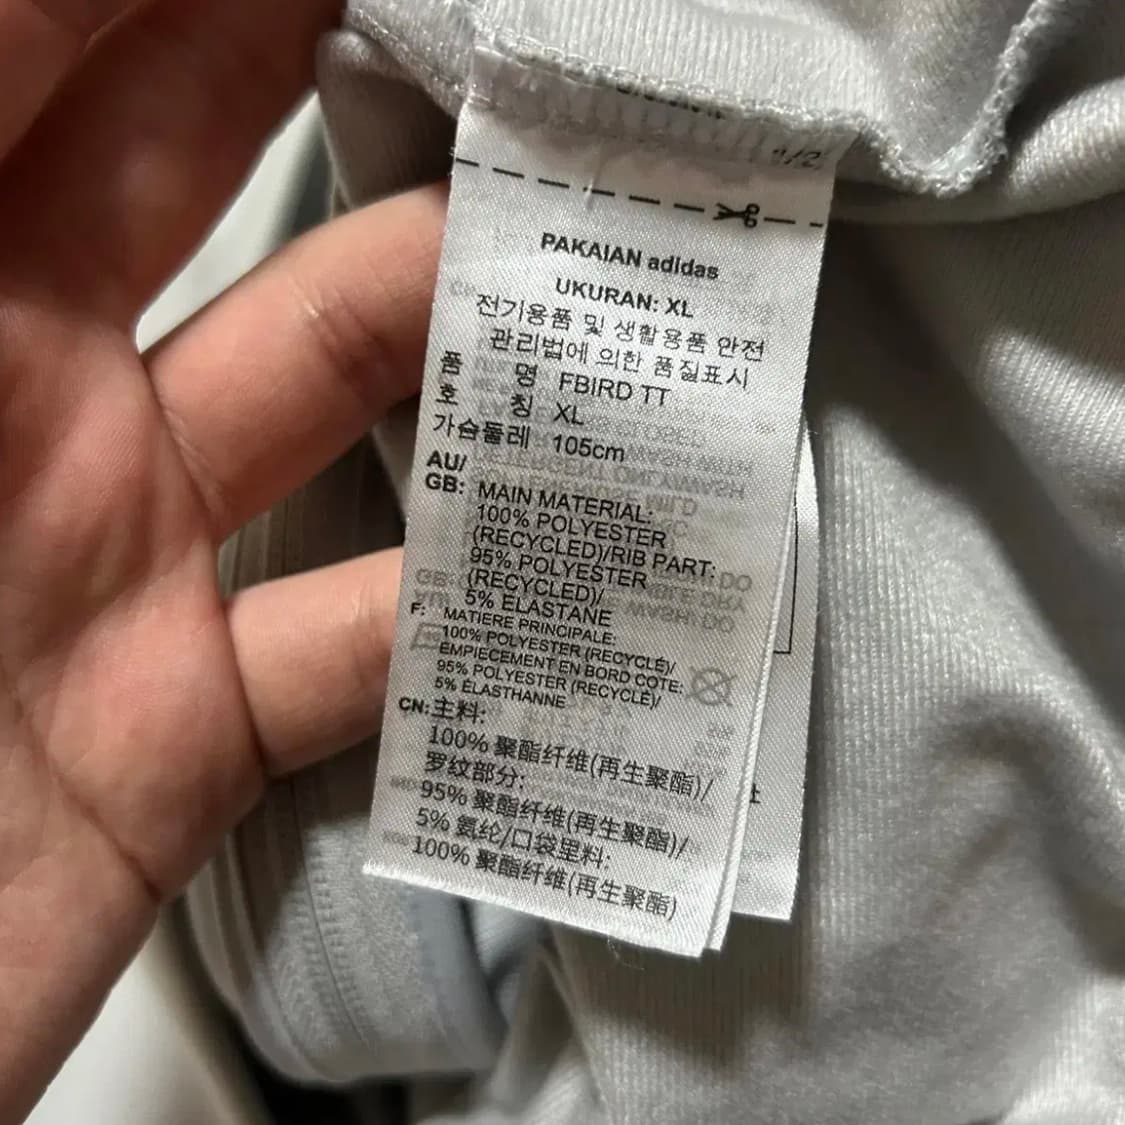 PAKAIAN adidas
UKURAN: XL
전기용품 및 생활용품 안전
관리법에 의한 품질표시
품 명 FBIRD TT
호 칭 XL
가슴둘레 105cm
AU/
GB: MAIN MATERIAL:
100% POLYESTER
(RECYCLED)/RIB PART:
95% POLYESTER
(RECYCLED)/
5% ELASTANE
F: MATIERE PRINCIPALE:
100% POLYESTER (RECYCLÉ)/
EMPIECEMENT EN BORD COTE:
95% POLYESTER (RECYCLÉ)/
5% ÉLASTHANNE
CN:主料:
100% 聚酯纤维(再生聚酯)/
罗纹部分:
95% 聚酯纤维(再生聚酯)/
5% 氨纶/口袋里料:
100% 聚酯纤维(再生聚酯)